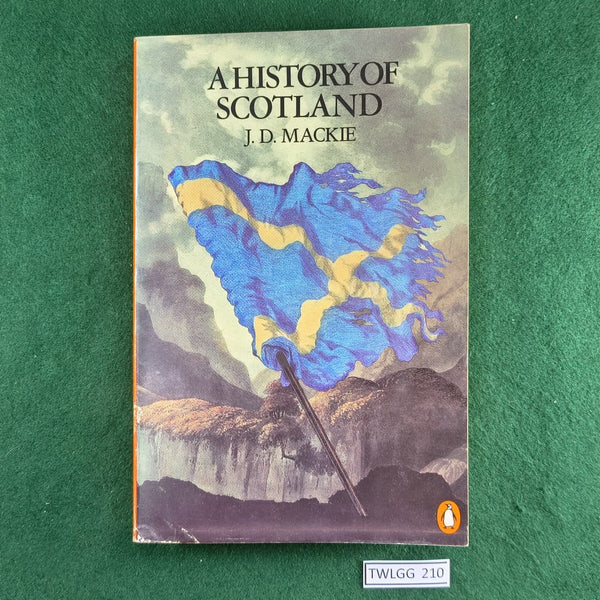 A HISTORY OF
SCOTLAND
J. D. MACKIE
TWLGG 210